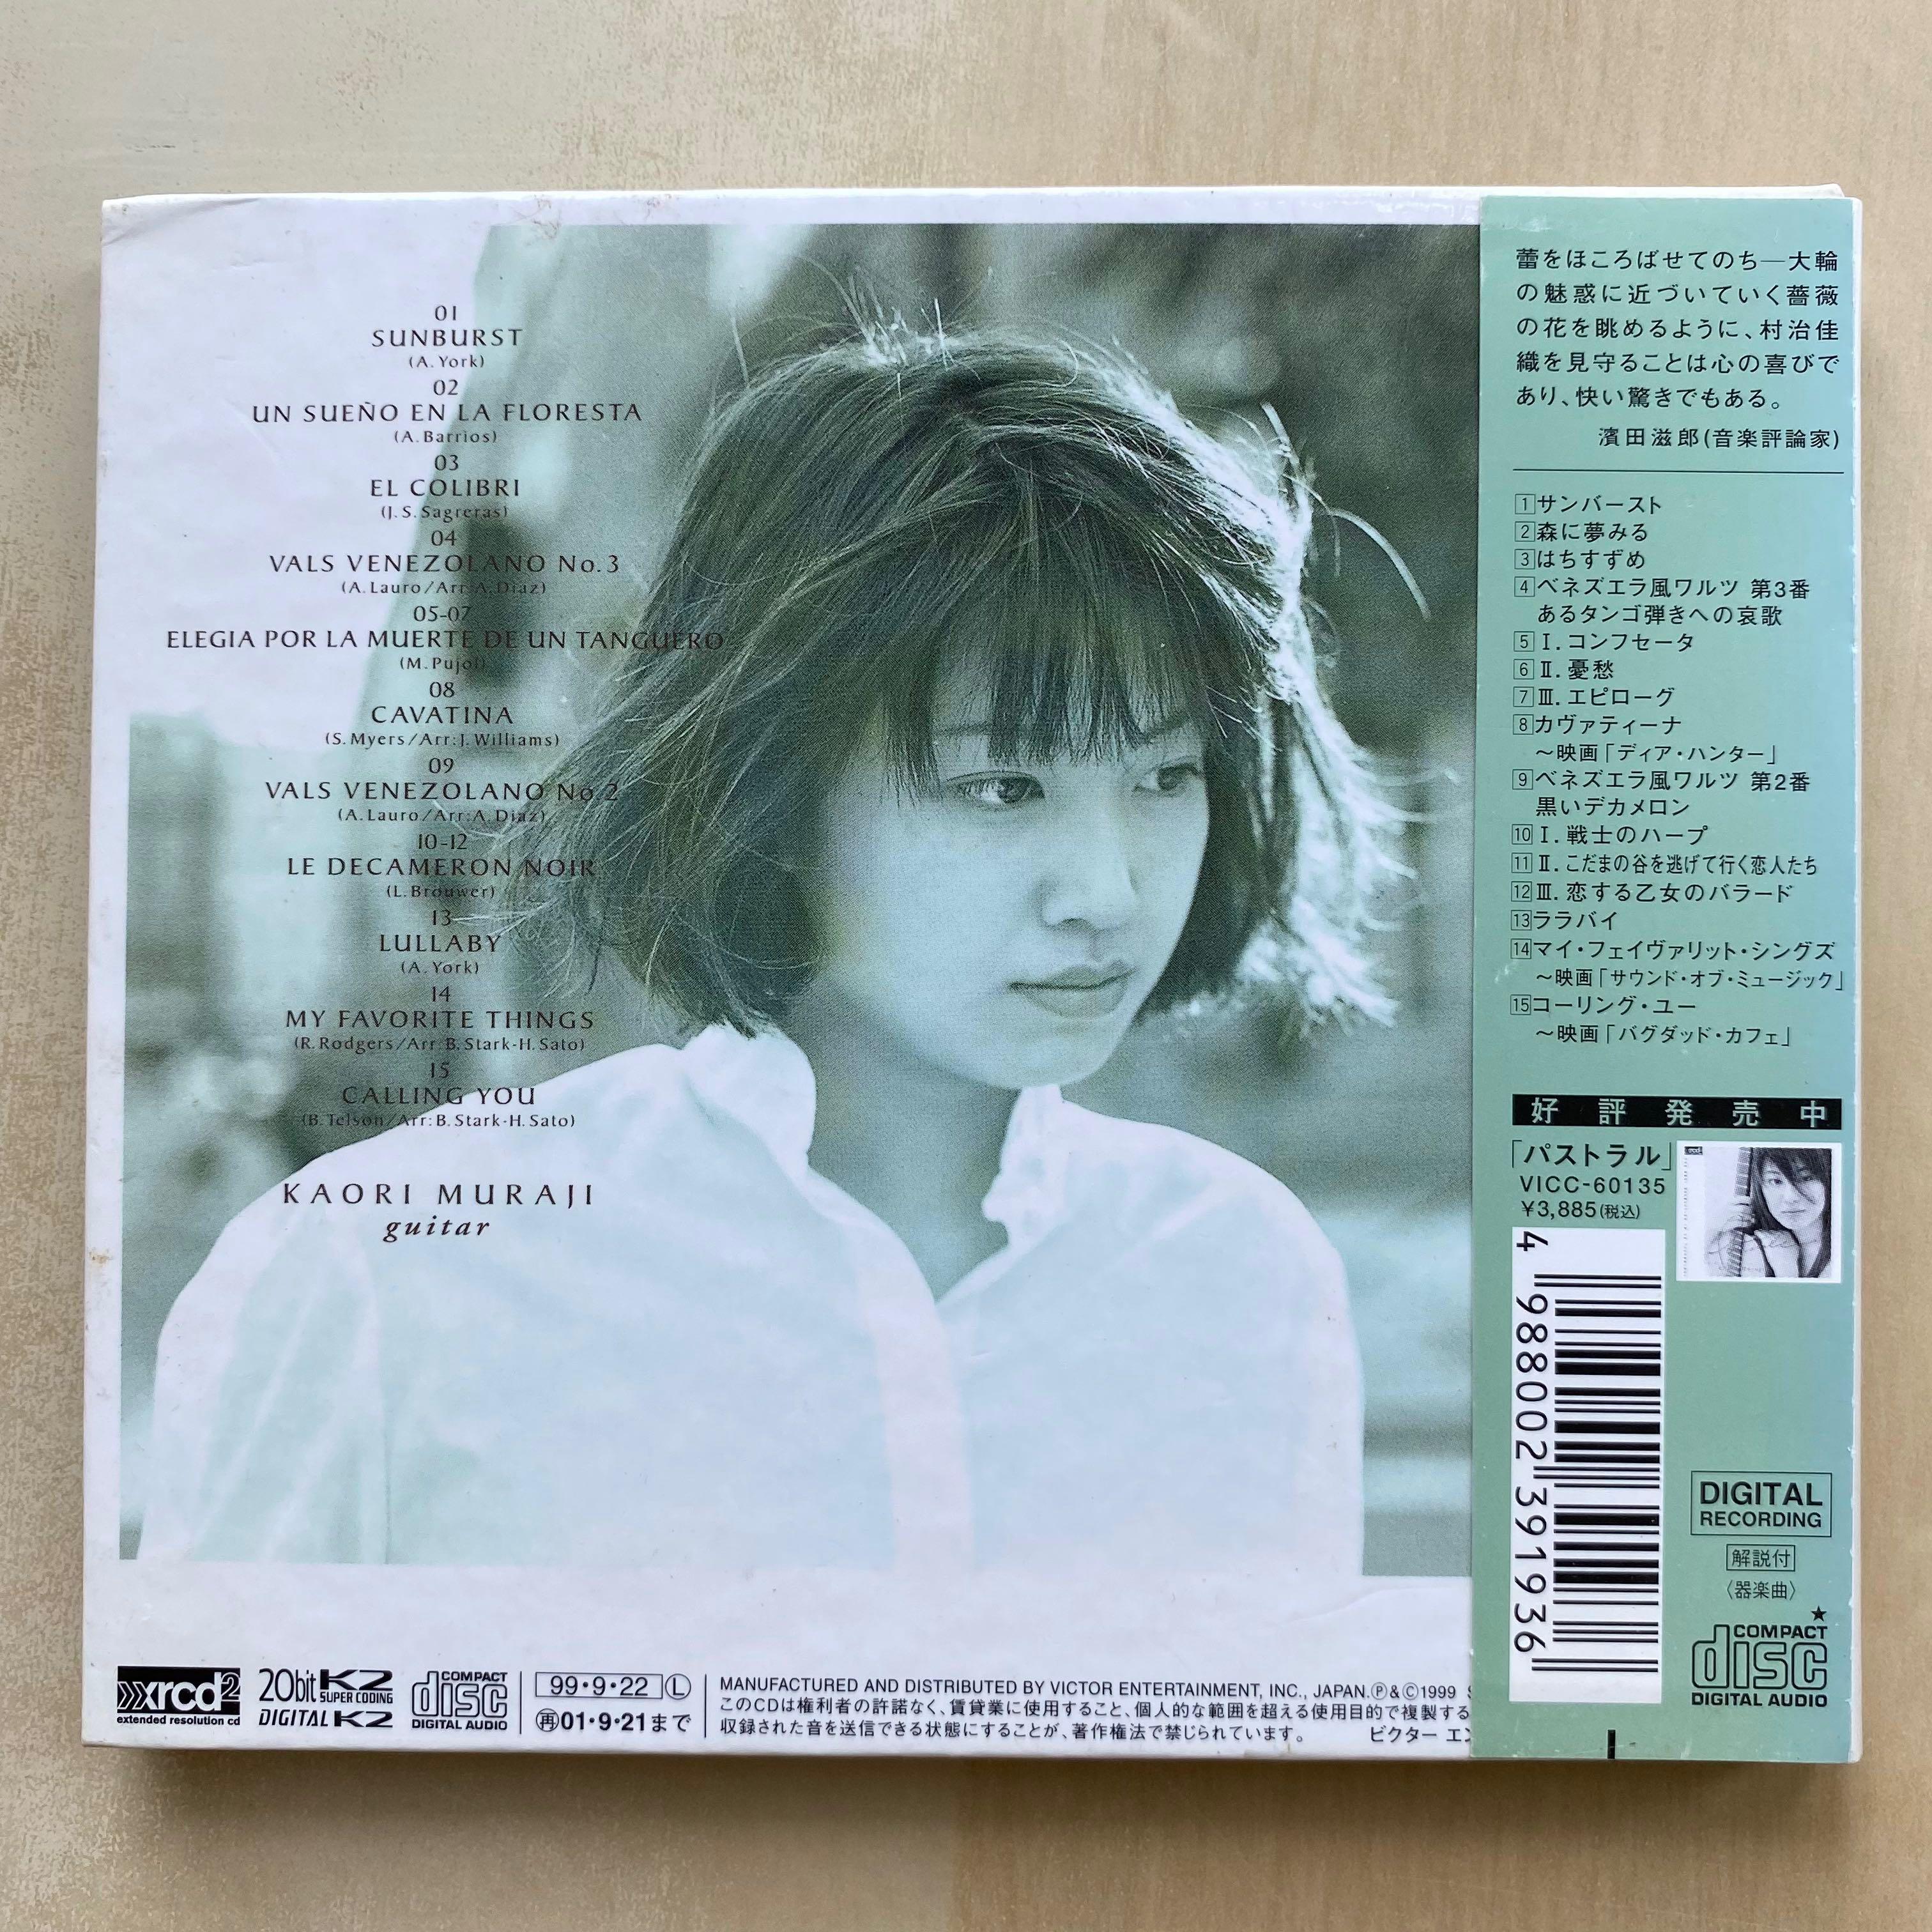 01
SUNBURST
(A. York)
02
UN SUEÑO EN LA FLORESTA
(A. Barrios)
03
EL COLIBRI
(J. S. Sagreras)
04
VALS VENEZOLANO No.3
(A. Lauro/Arr: A. Diaz)
05-07
ELEGIA POR LA MUERTE DE UN TANGUERO
(M. Pujol)
08
CAVATINA
(S. Myers/Arr: J. Williams)
09
VALS VENEZOLANO No.2
(A. Lauro/Arr: A. Diaz)
10-12
LE DECAMERON NOIR
(L. Brouwer)
13
LULLABY
(A. York)
14
MY FAVORITE THINGS
(R. Rodgers/Arr: B. Stark-H. Sato)
15
CALLING YOU
(B. Telson/Arr: B. Stark-H. Sato)
KAORI MURAJI
guitar
xrcd2
extended resolution cd
20bit K2
SUPER CODING
DIGITAL K2
COMPACT
disc
DIGITAL AUDIO
99・9・22 Ⓛ
再01・9・21まで
MANUFACTURED AND DISTRIBUTED BY VICTOR ENTERTAINMENT, INC., JAPAN.Ⓟ&Ⓒ1999
このCDは権利者の許諾なく、賃貸業に使用すること、個人的な範囲を超える使用目的で複製する
収録された音を送信できる状態にすることが、著作権法で禁じられています。 ビクター エン
蕾をほころばせてのち─大輪
の魅惑に近づいていく薔薇
の花を眺めるように、村治佳
織を見守ることは心の喜びで
あり、快い驚きでもある。
濱田滋郎(音楽評論家)
1サンバースト
2森に夢みる
3はちすずめ
4ベネズエラ風ワルツ 第3番
あるタンゴ弾きへの哀歌
5Ⅰ.コンフセータ
6Ⅱ.憂愁
7Ⅲ.エピローグ
8カヴァティーナ
～映画「ディア・ハンター」
9ベネズエラ風ワルツ 第2番
黒いデカメロン
10Ⅰ.戦士のハープ
11Ⅱ.こだまの谷を逃げて行く恋人たち
12Ⅲ.恋する乙女のバラード
13ララバイ
14マイ・フェイヴァリット・シングズ
～映画「サウンド・オブ・ミュージック」
15コーリング・ユー
～映画「バグダッド・カフェ」
好評発売中
「パストラル」
VICC-60135
¥3,885(税込)
4 988002 391936
DIGITAL
RECORDING
解説付
〈器楽曲〉
★
COMPACT
disc
DIGITAL AUDIO